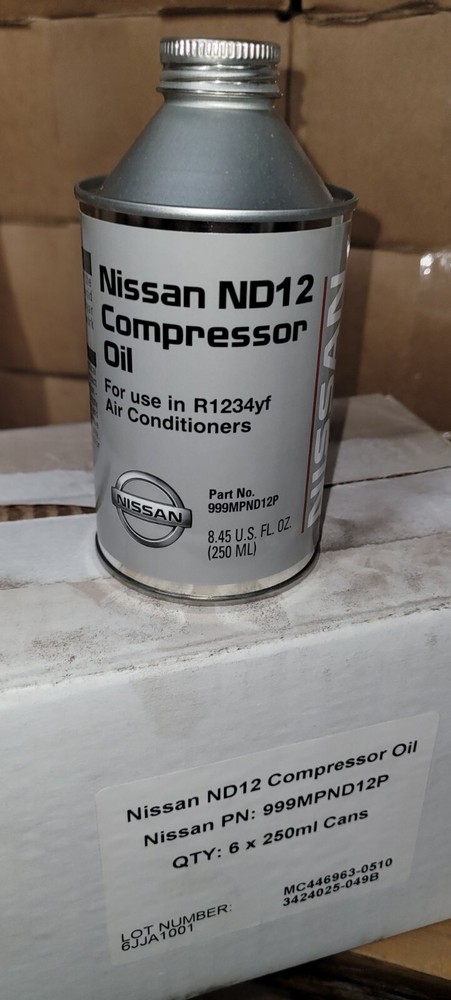 Nissan ND12
Compressor
Oil
For use in R1234yf
Air Conditioners
NISSAN
Part No.
999MPND12P
8.45 U.S. FL. OZ.
(250 ML)
NISSAN
Nissan ND12 Compressor Oil
Nissan PN: 999MPND12P
QTY: 6 x 250ml Cans
MC446963-0510
3424025-049B
LOT NUMBER:
6JJA1001